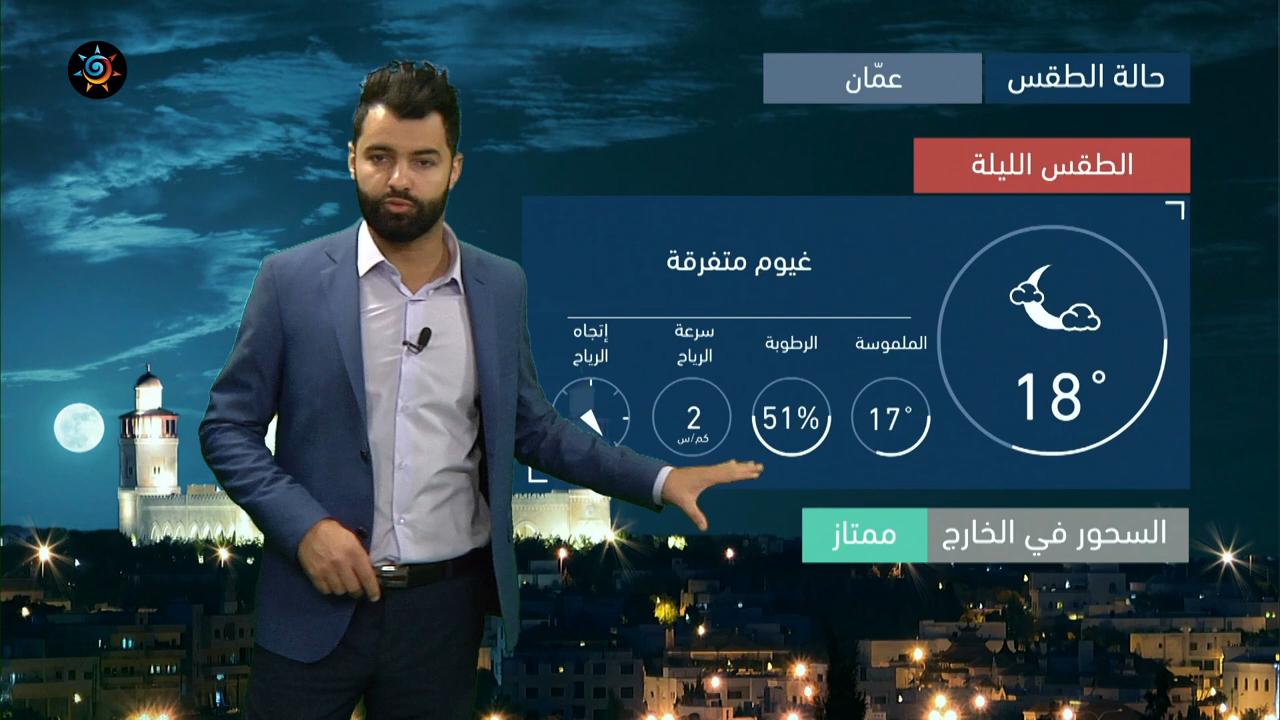 حالة الطقس عمّان
الطقس الليلة
غيوم متفرقة
الملموسة الرطوبة سرعة الرياح إتجاه الرياح
18°
17° 51% 2 كم/س
السحور في الخارج ممتاز